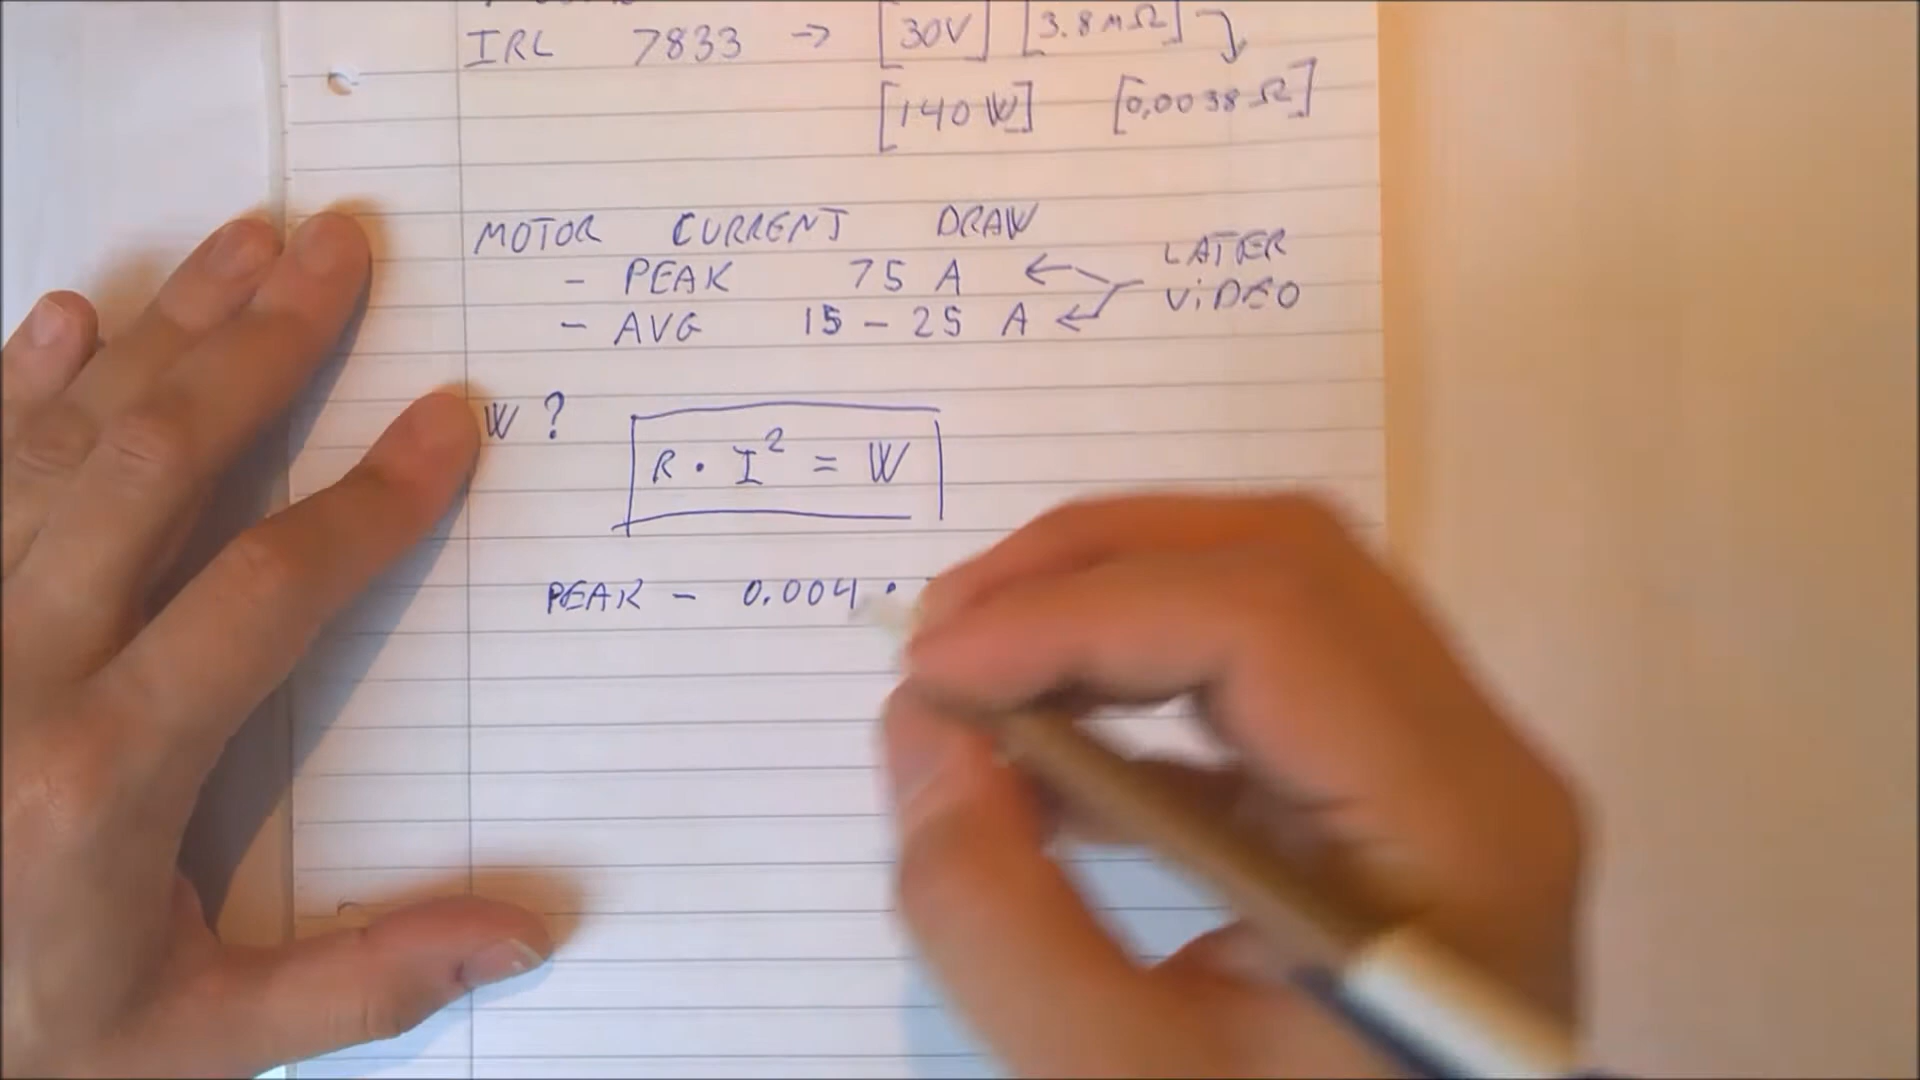 IRL 7833 → [30V] [3.8 mΩ]
[140 W] [0,0038 Ω]
MOTOR CURRENT DRAW
- PEAK 75 A ← LATER
- AVG 15 - 25 A ← ViDEO
W ?
R · I² = W
PEAK - 0.004 ·